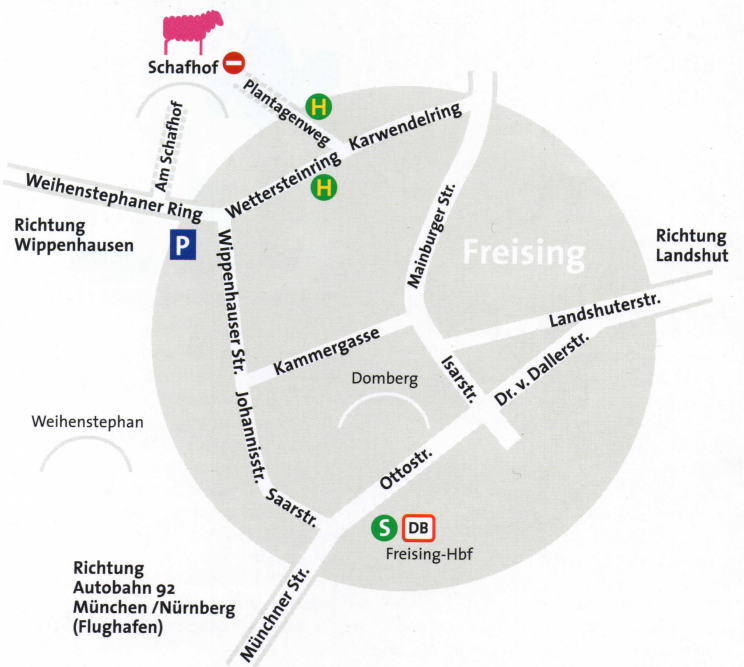 Schafhof
Plantagenweg
H
Karwendelring
Am Schafhof
Wettersteinring
H
Weihenstephaner Ring
Richtung
Wippenhausen
P
Wippenhauser Str.
Mainburger Str.
Freising
Richtung
Landshut
Landshuterstr.
Kammergasse
Isarstr.
Dr. v. Dallerstr.
Domberg
Weihenstephan
Johannisstr.
Ottostr.
Saarstr.
S
DB
Freising-Hbf
Richtung
Autobahn 92
München /Nürnberg
(Flughafen)
Münchner Str.